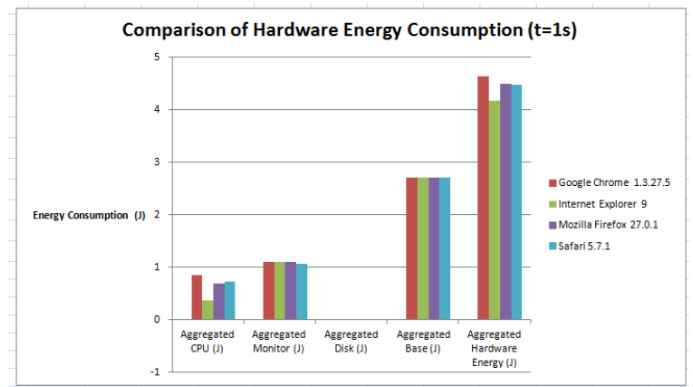 Comparison of Hardware Energy Consumption (t=1s)
5
4
3
Energy Consumption (J)
2
1
0
-1
Aggregated
CPU (J)
Aggregated
Monitor (J)
Aggregated
Disk (J)
Aggregated
Base (J)
Aggregated
Hardware
Energy (J)
Google Chrome 1.3.27.5
Internet Explorer 9
Mozilla Firefox 27.0.1
Safari 5.7.1